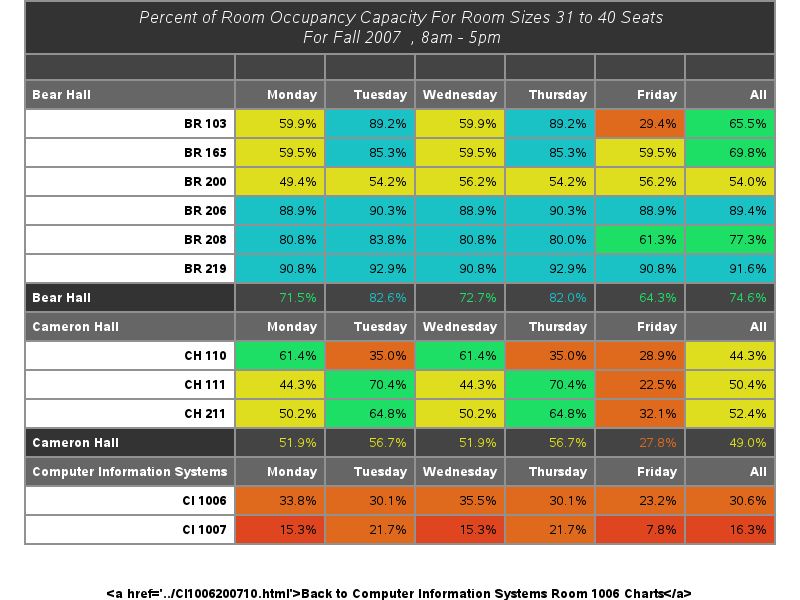 Percent of Room Occupancy Capacity For Room Sizes 31 to 40 Seats
For Fall 2007 , 8am - 5pm
Bear Hall Monday Tuesday Wednesday Thursday Friday All
BR 103 59.9% 89.2% 59.9% 89.2% 29.4% 65.5%
BR 165 59.5% 85.3% 59.5% 85.3% 59.5% 69.8%
BR 200 49.4% 54.2% 56.2% 54.2% 56.2% 54.0%
BR 206 88.9% 90.3% 88.9% 90.3% 88.9% 89.4%
BR 208 80.8% 83.8% 80.8% 80.0% 61.3% 77.3%
BR 219 90.8% 92.9% 90.8% 92.9% 90.8% 91.6%
Bear Hall 71.5% 82.6% 72.7% 82.0% 64.3% 74.6%
Cameron Hall Monday Tuesday Wednesday Thursday Friday All
CH 110 61.4% 35.0% 61.4% 35.0% 28.9% 44.3%
CH 111 44.3% 70.4% 44.3% 70.4% 22.5% 50.4%
CH 211 50.2% 64.8% 50.2% 64.8% 32.1% 52.4%
Cameron Hall 51.9% 56.7% 51.9% 56.7% 27.8% 49.0%
Computer Information Systems Monday Tuesday Wednesday Thursday Friday All
CI 1006 33.8% 30.1% 35.5% 30.1% 23.2% 30.6%
CI 1007 15.3% 21.7% 15.3% 21.7% 7.8% 16.3%
<a href='../CI1006200710.html'>Back to Computer Information Systems Room 1006 Charts</a>